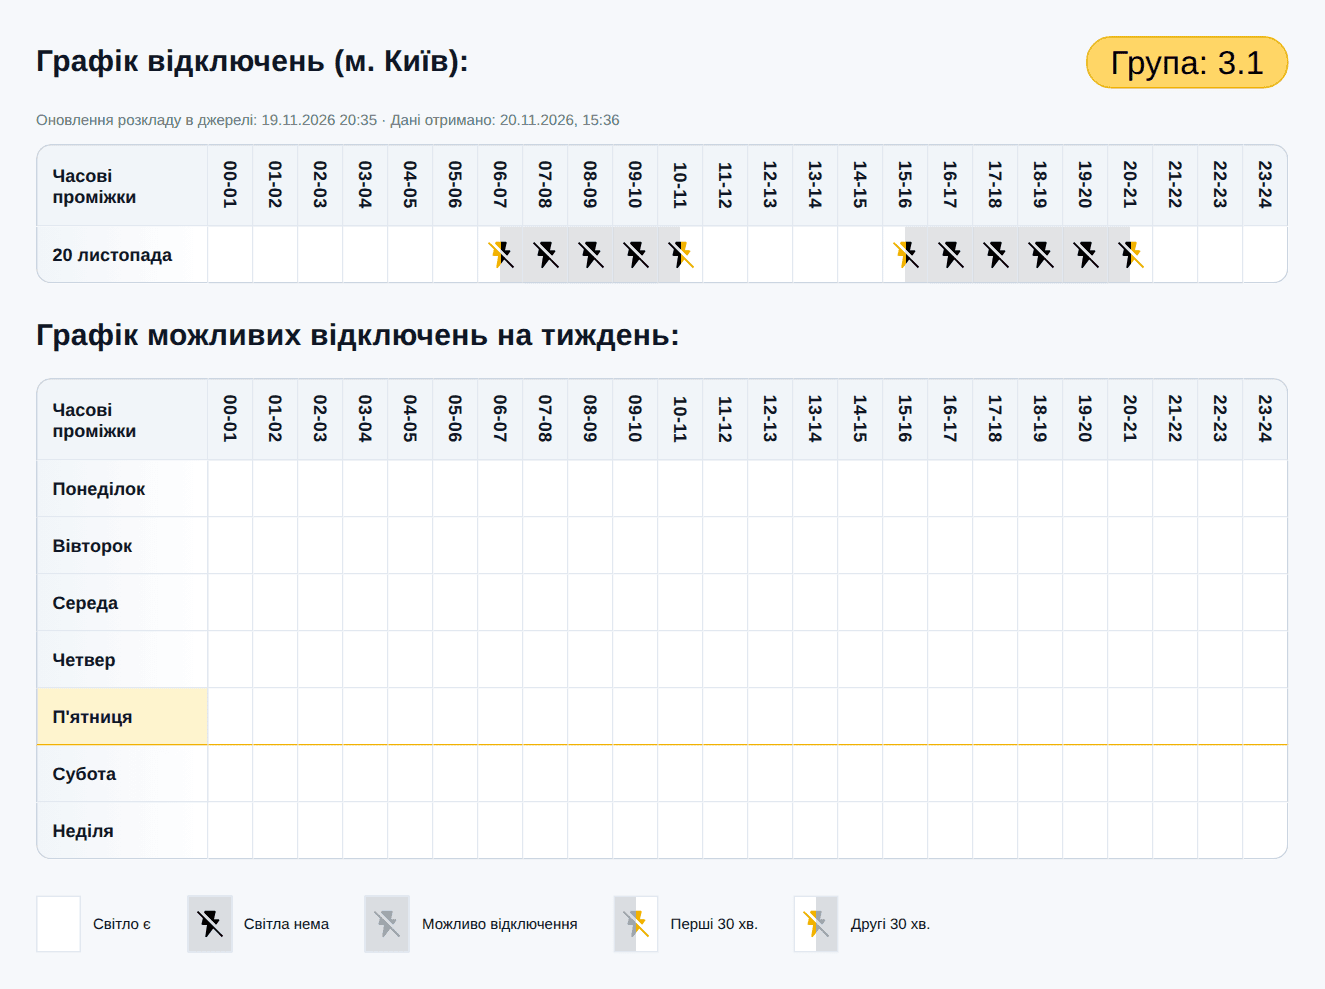 Графік відключень (м. Київ):
Група: 3.1
Оновлення розкладу в джерелі: 19.11.2026 20:35 · Дані отримано: 20.11.2026, 15:36
Часові
проміжки
00-01 01-02 02-03 03-04 04-05 05-06 06-07 07-08 08-09 09-10 10-11 11-12 12-13 13-14 14-15 15-16 16-17 17-18 18-19 19-20 20-21 21-22 22-23 23-24
20 листопада
Графік можливих відключень на тиждень:
Часові
проміжки
00-01 01-02 02-03 03-04 04-05 05-06 06-07 07-08 08-09 09-10 10-11 11-12 12-13 13-14 14-15 15-16 16-17 17-18 18-19 19-20 20-21 21-22 22-23 23-24
Понеділок
Вівторок
Середа
Четвер
П'ятниця
Субота
Неділя
Світло є Світла нема Можливо відключення Перші 30 хв. Другі 30 хв.